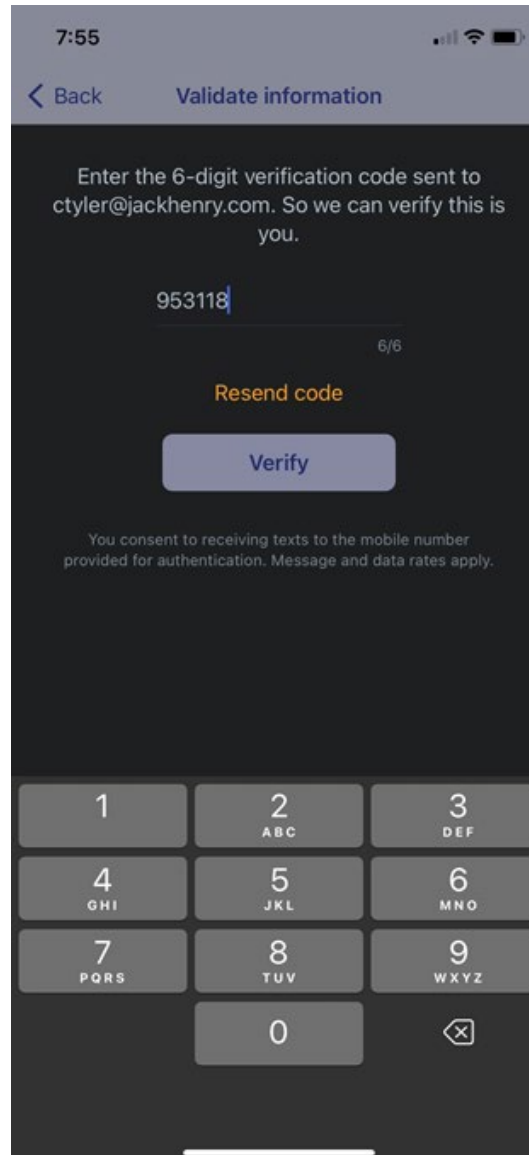 7:55
Back Validate information
Enter the 6-digit verification code sent to
ctyler@jackhenry.com. So we can verify this is
you.
953118
6/6
Resend code
Verify
You consent to receiving texts to the mobile number
provided for authentication. Message and data rates apply.
1 2 3
ABC DEF
4 5 6
GHI JKL MNO
7 8 9
PQRS TUV WXYZ
0